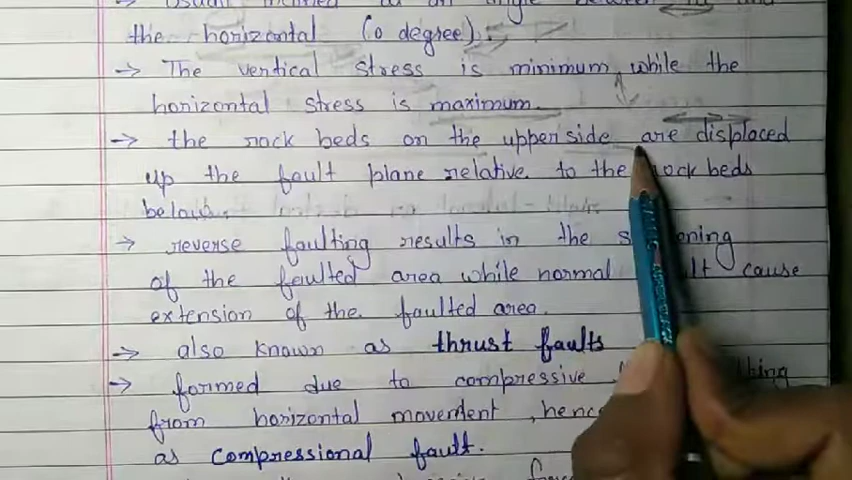 the horizontal (0 degree).
→ The vertical stress is minimum while the
horizontal stress is maximum.
→ the rock beds on the upper side are displaced
up the fault plane relative to the rock beds
below.
→ reverse faulting results in the
of the faulted area while normal cause
extension of the faulted area.
→ also known as thrust faults
→ formed due to compressive
from horizontal movement, hence
as compressional fault.